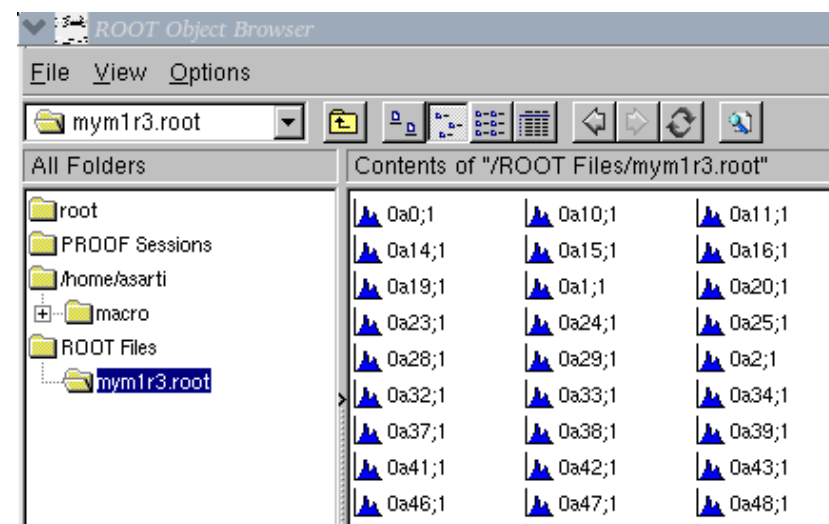 ROOT Object Browser
File View Options
mym1r3.root
All Folders
Contents of "/ROOT Files/mym1r3.root"
root
PROOF Sessions
/home/asarti
macro
ROOT Files
mym1r3.root
0a0;1 0a10;1 0a11;1
0a14;1 0a15;1 0a16;1
0a19;1 0a1;1 0a20;1
0a23;1 0a24;1 0a25;1
0a28;1 0a29;1 0a2;1
0a32;1 0a33;1 0a34;1
0a37;1 0a38;1 0a39;1
0a41;1 0a42;1 0a43;1
0a46;1 0a47;1 0a48;1